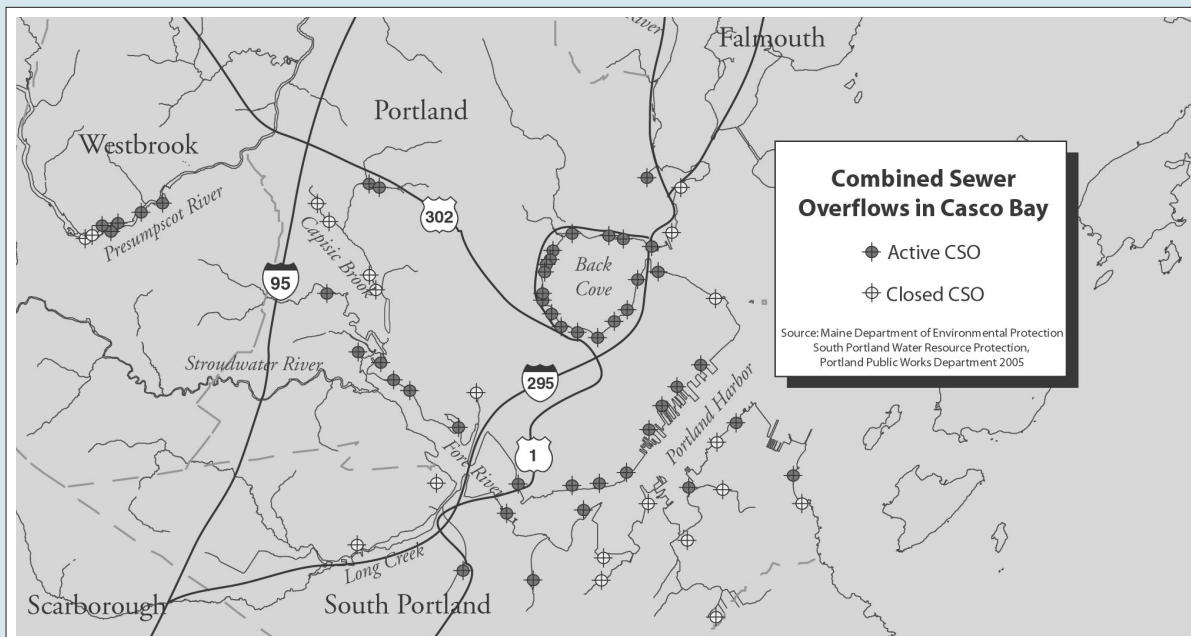 River
Falmouth
Portland
Westbrook
Presumpscot River
302
Capisic Brook
95
Back
Cove
Stroudwater River
295
1
Fore River
Portland Harbor
Long Creek
Scarborough
South Portland
Combined Sewer
Overflows in Casco Bay
Active CSO
Closed CSO
Source: Maine Department of Environmental Protection
South Portland Water Resource Protection,
Portland Public Works Department 2005